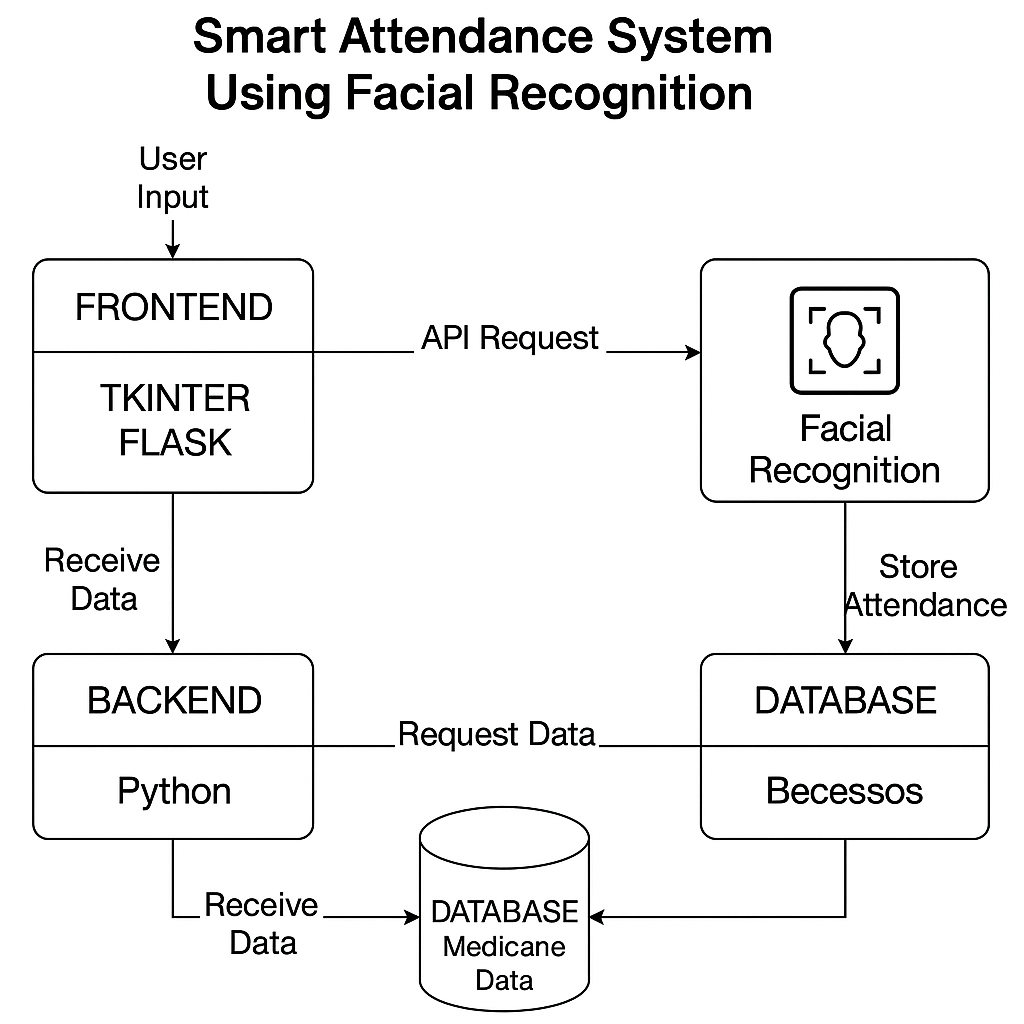 Smart Attendance System
Using Facial Recognition
User
Input
FRONTEND
TKINTER
FLASK
API Request
Facial
Recognition
Receive
Data
Store
Attendance
BACKEND
Python
Request Data
DATABASE
Becessos
Receive
Data
DATABASE
Medicane
Data